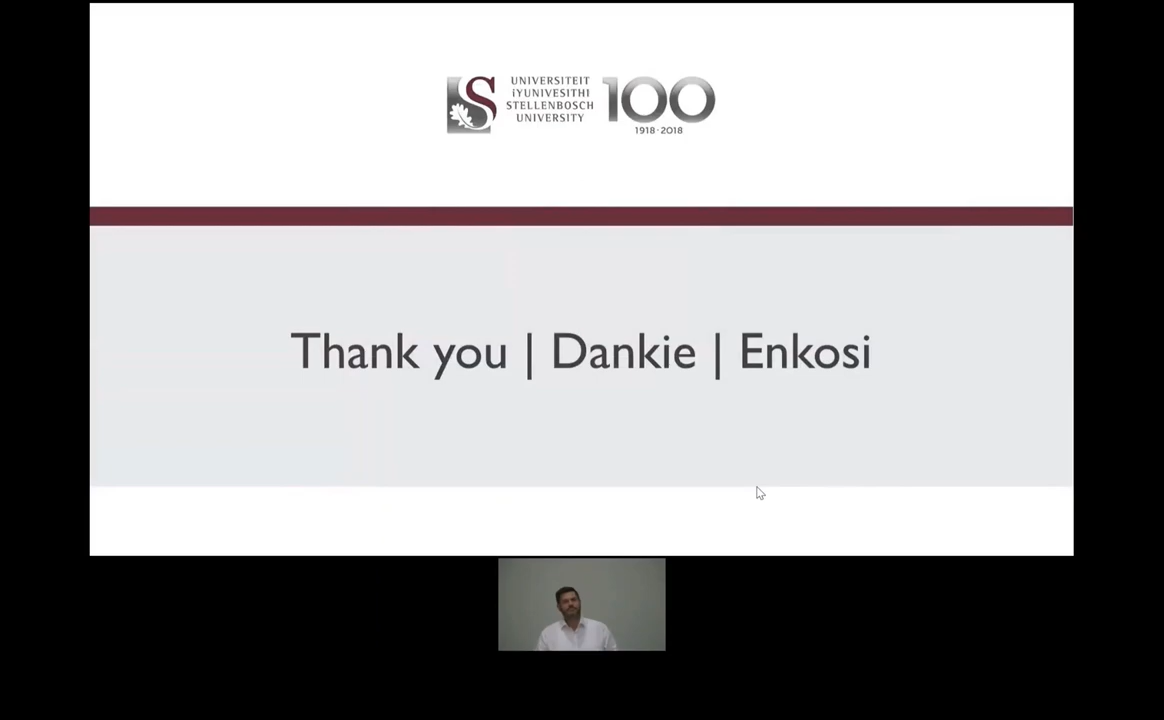 UNIVERSITEIT
iYUNIVESITHI
STELLENBOSCH
UNIVERSITY
100
1918·2018
Thank you | Dankie | Enkosi